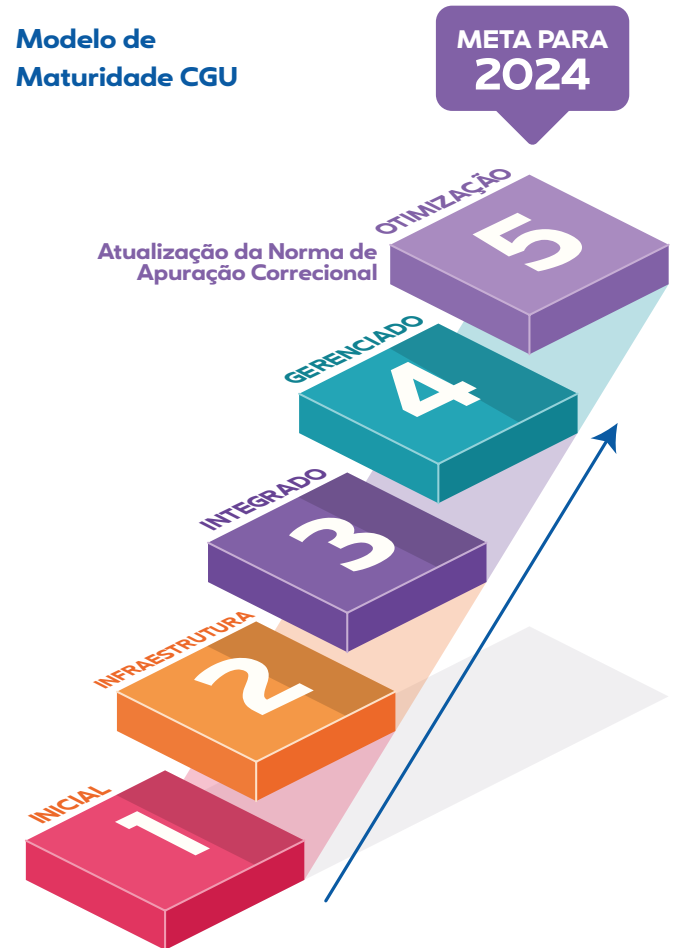 Modelo de
Maturidade CGU
META PARA
2024
OTIMIZAÇÃO
5
Atualização da Norma de
Apuração Correcional
GERENCIADO
4
INTEGRADO
3
INFRAESTRUTURA
2
INICIAL
1